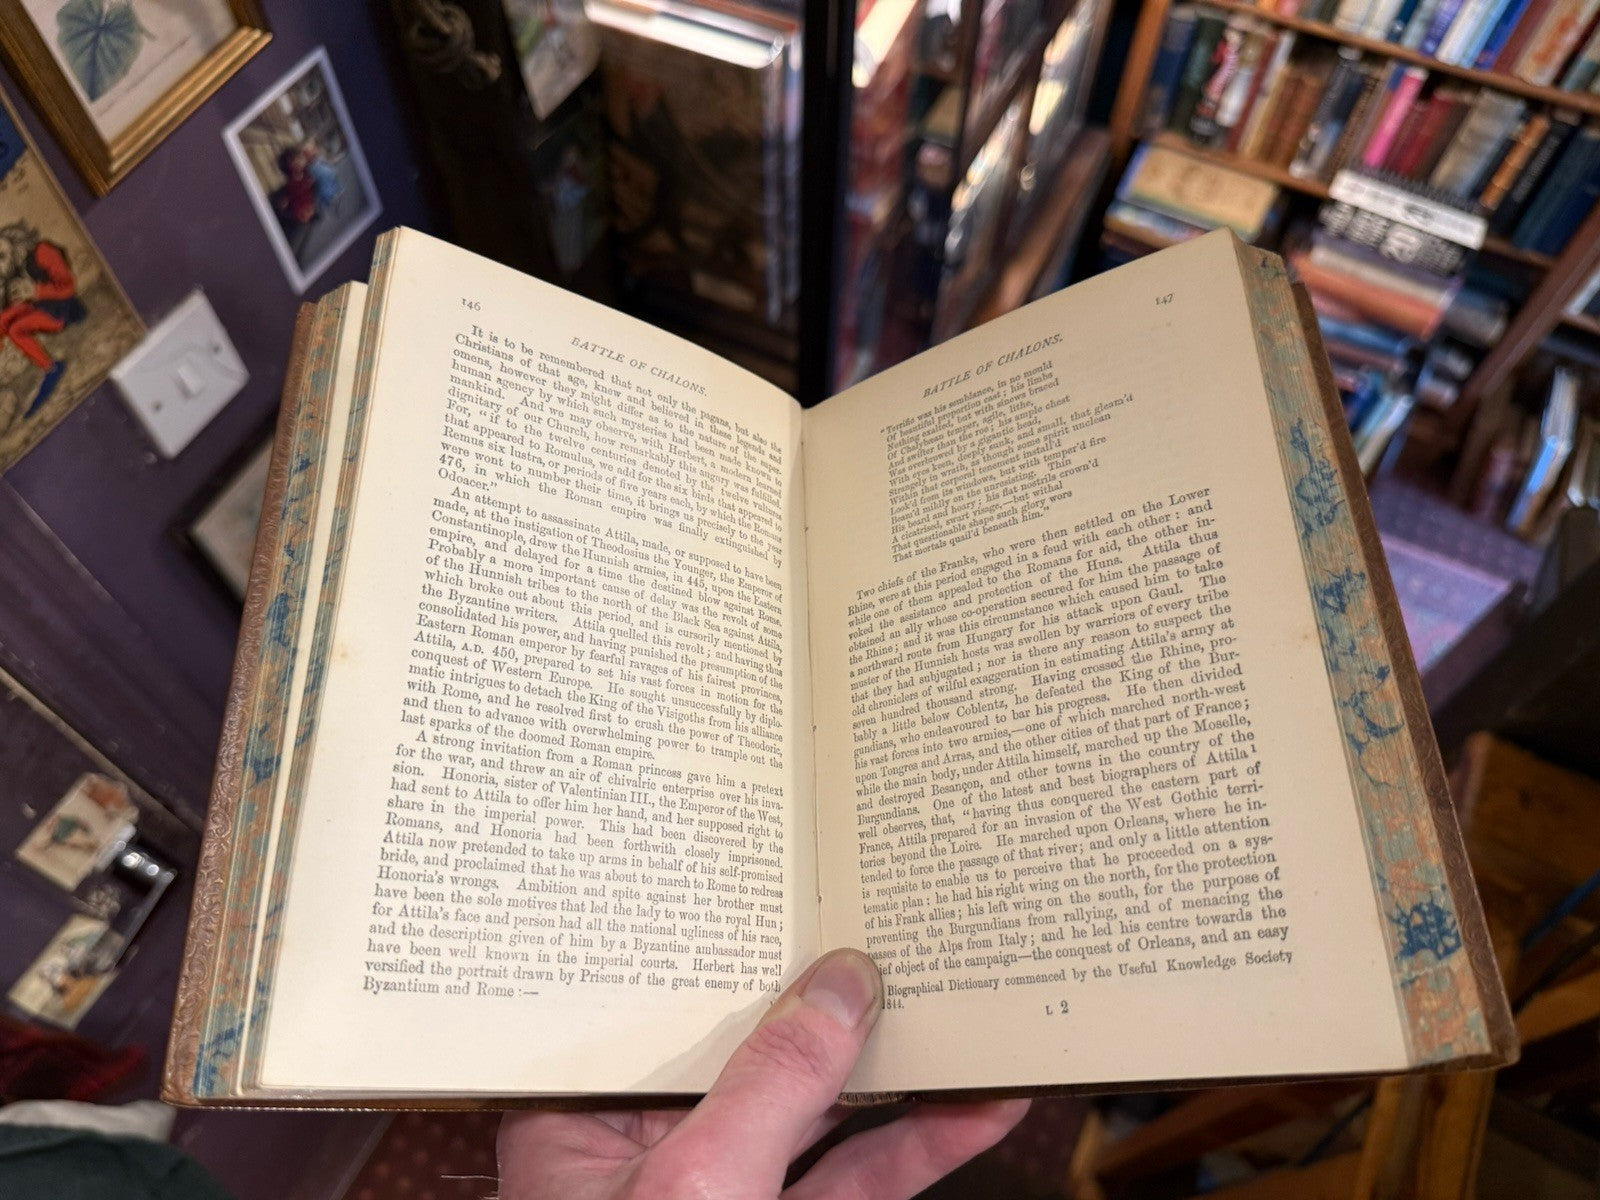 146
BATTLE OF CHALONS.
It is to be remembered that not only the pagans, but also the
Christians of that age, knew and believed in these legends and
omens, however they might differ as to the nature of the super-
human agency by which such mysteries had been made known to
mankind. And we may observe, with Herbert, a modern learned
dignitary of our Church, how remarkably this augury was fulfilled.
For, "if to the twelve centuries denoted by the twelve vultures
that appeared to Romulus, we add for the six birds that appeared to
Remus six lustra, or periods of five years each, by which the Romans
were wont to number their time, it brings us precisely to the year
476, in which the Roman empire was finally extinguished by
Odoacer."
An attempt to assassinate Attila, made, or supposed to have been
made, at the instigation of Theodosius the Younger, the Emperor of
Constantinople, drew the Hunnish armies, in 445, upon the Eastern
empire, and delayed for a time the destined blow against Rome.
Probably a more important cause of delay was the revolt of some
of the Hunnish tribes to the north of the Black Sea against Attila,
which broke out about this period, and is cursorily mentioned by
the Byzantine writers. Attila quelled this revolt; and having thus
consolidated his power, and having punished the presumption of the
Eastern Roman emperor by fearful ravages of his fairest provinces,
Attila, A.D. 450, prepared to set his vast forces in motion for the
conquest of Western Europe. He sought unsuccessfully by diplo-
matic intrigues to detach the King of the Visigoths from his alliance
with Rome, and he resolved first to crush the power of Theodoric,
and then to advance with overwhelming power to trample out the
last sparks of the doomed Roman empire.
A strong invitation from a Roman princess gave him a pretext
for the war, and threw an air of chivalric enterprise over his inva-
sion. Honoria, sister of Valentinian III., the Emperor of the West,
had sent to Attila to offer him her hand, and her supposed right to
share in the imperial power. This had been discovered by the
Romans, and Honoria had been forthwith closely imprisoned.
Attila now pretended to take up arms in behalf of his self-promised
bride, and proclaimed that he was about to march to Rome to redress
Honoria's wrongs. Ambition and spite against her brother must
have been the sole motives that led the lady to woo the royal Hun;
for Attila's face and person had all the national ugliness of his race,
and the description given of him by a Byzantine ambassador must
have been well known in the imperial courts. Herbert has well
versified the portrait drawn by Priscus of the great enemy of both
Byzantium and Rome:—
147
BATTLE OF CHALONS.
"Terrific was his semblance, in no mould
Of beautiful proportion cast; his limbs
Nothing exalted, but with sinews braced
Of Chalybean temper, agile, lithe,
And swifter than the roe; his ample chest
Was overbrow'd by a gigantic head,
With eyes keen, deeply sunk, and small, that gleam'd
Strangely in wrath, as though some spirit unclean
Within that corporal tenement install'd
Look'd from its windows, but with temper'd fire
Beam'd mildly on the unresisting. Thin
His beard and hoary; his flat nostrils crown'd
A cicatrised, swart visage,—but withal
That questionable shape such glory wore
That mortals quail'd beneath him."
Two chiefs of the Franks, who were then settled on the Lower
Rhine, were at this period engaged in a feud with each other: and
while one of them appealed to the Romans for aid, the other in-
voked the assistance and protection of the Huns. Attila thus
obtained an ally whose co-operation secured for him the passage of
the Rhine; and it was this circumstance which caused him to take
a northward route from Hungary for his attack upon Gaul. The
muster of the Hunnish hosts was swollen by warriors of every tribe
that they had subjugated; nor is there any reason to suspect the
old chroniclers of wilful exaggeration in estimating Attila's army at
seven hundred thousand strong. Having crossed the Rhine, pro-
bably a little below Coblentz, he defeated the King of the Bur-
gundians, who endeavoured to bar his progress. He then divided
his vast forces into two armies,—one of which marched north-west
upon Tongres and Arras, and the other cities of that part of France;
while the main body, under Attila himself, marched up the Moselle,
and destroyed Besançon, and other towns in the country of the
Burgundians. One of the latest and best biographers of Attila 1
well observes, that, "having thus conquered the eastern part of
France, Attila prepared for an invasion of the West Gothic terri-
tories beyond the Loire. He marched upon Orleans, where he in-
tended to force the passage of that river; and only a little attention
is requisite to enable us to perceive that he proceeded on a sys-
tematic plan: he had his right wing on the north, for the protection
of his Frank allies; his left wing on the south, for the purpose of
preventing the Burgundians from rallying, and of menacing the
passes of the Alps from Italy; and he led his centre towards the
ief object of the campaign—the conquest of Orleans, and an easy
Biographical Dictionary commenced by the Useful Knowledge Society
844.
L 2